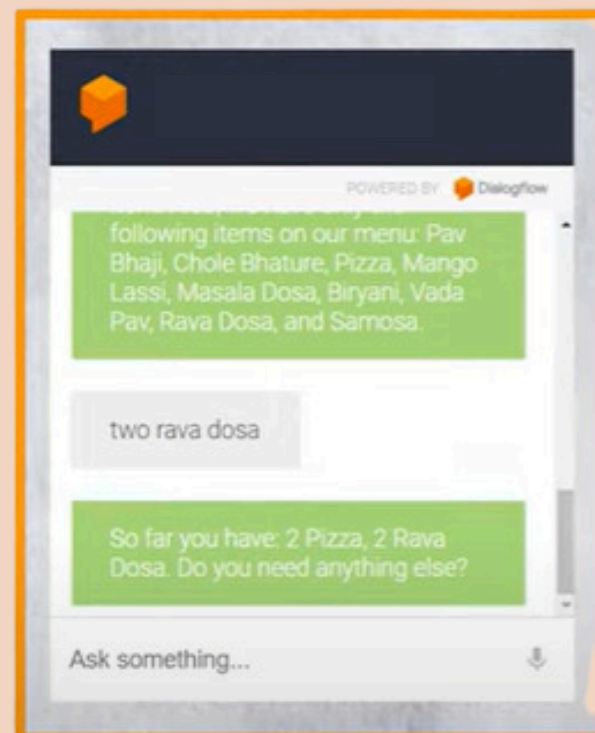 POWERED BY Dialogflow
following items on our menu: Pav
Bhaji, Chole Bhature, Pizza, Mango
Lassi, Masala Dosa, Biryani, Vada
Pav, Rava Dosa, and Samosa.
two rava dosa
So far you have: 2 Pizza, 2 Rava
Dosa. Do you need anything else?
Ask something...